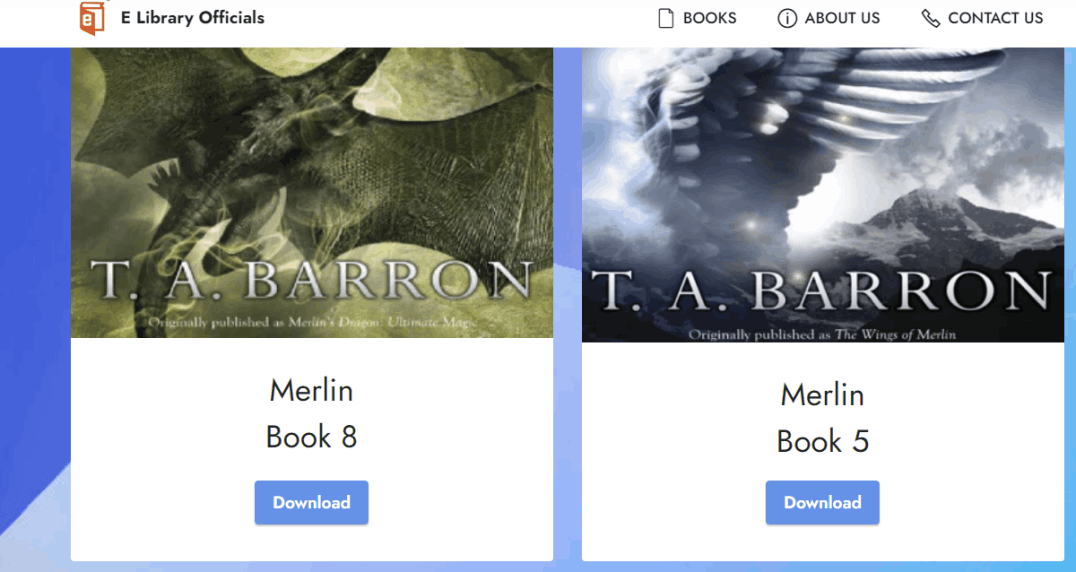 E Library Officials
BOOKS
ABOUT US
CONTACT US
T. A. BARRON
Originally published as Merlin's Dragon: Ultimate Magic
Merlin
Book 8
Download
T. A. BARRON
Originally published as The Wings of Merlin
Merlin
Book 5
Download